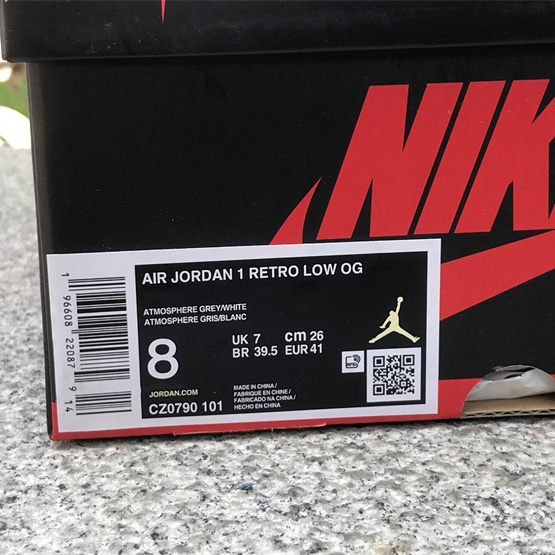 NIK
AIR JORDAN 1 RETRO LOW OG
ATMOSPHERE GREY/WHITE
ATMOSPHERE GRIS/BLANC
8
UK 7 cm 26
BR 39.5 EUR 41
JORDAN.COM
CZ0790 101
MADE IN CHINA /
FABRIQUE EN CHINE /
FABRICADO NA CHINA /
HECHO EN CHINA
RFID
1 96608 22087 9 14